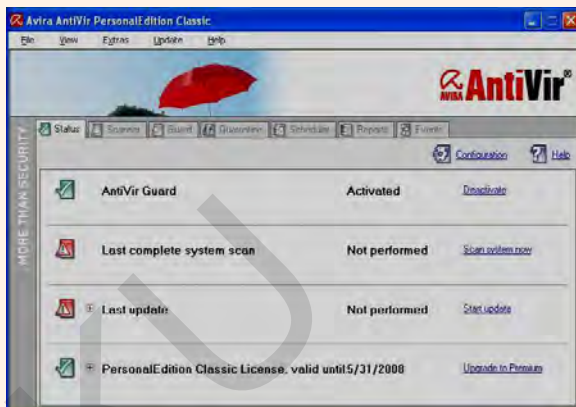 Avira AntiVir PersonalEdition Classic
File View Extras Update Help
AVIRA AntiVir®
Status Scanner Guard Quarantine Scheduler Reports Events
Configuration Help
MORE THAN SECURITY
AntiVir Guard Activated Deactivate
Last complete system scan Not performed Scan system now
Last update Not performed Start update
PersonalEdition Classic License, valid until 5/31/2008 Upgrade to Premium